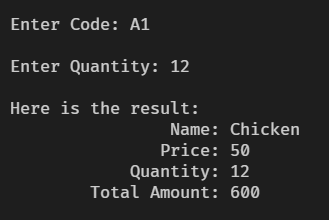 Enter Code: A1
Enter Quantity: 12
Here is the result:
Name: Chicken
Price: 50
Quantity: 12
Total Amount: 600